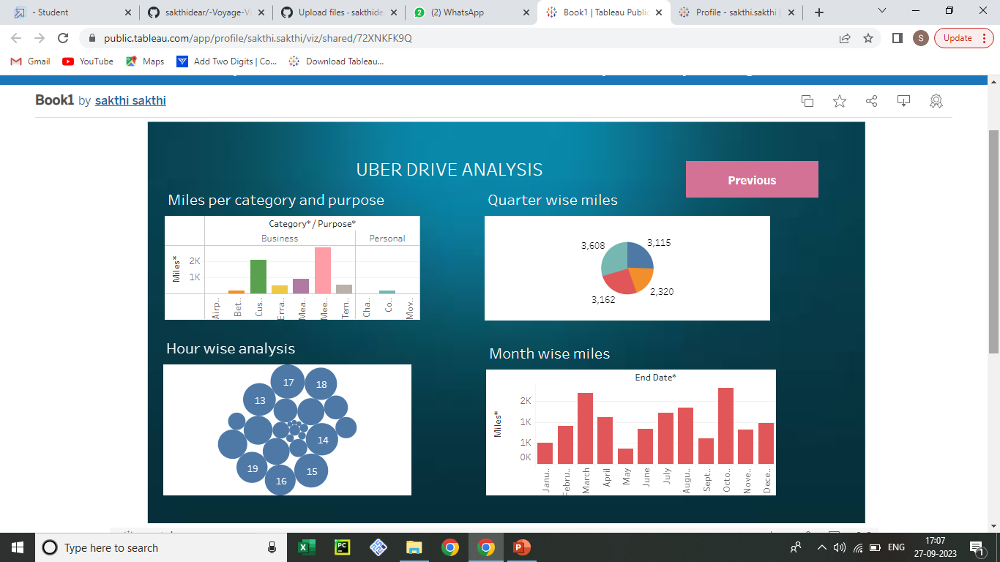 - Student
sakthidear/-Voyage-Vi
Upload files · sakthide
(2) WhatsApp
Book1 | Tableau Public
Profile - sakthi.sakthi |
public.tableau.com/app/profile/sakthi.sakthi/viz/shared/72XNKFK9Q
S
Update
Gmail
YouTube
Maps
Add Two Digits | Co...
Download Tableau...
Book1 by sakthi sakthi
UBER DRIVE ANALYSIS
Previous
Miles per category and purpose
Category* / Purpose*
Business
Personal
Miles*
2K
1K
Airp..
Bet..
Cus..
Erra..
Mea..
Mee..
Tem..
Cha..
Co..
Mov..
Quarter wise miles
3,608
3,115
3,162
2,320
Hour wise analysis
17
18
13
14
19
15
16
Month wise miles
End Date*
Miles*
2K
1K
1K
0K
Janu..
Febru..
March
April
May
June
July
Augu..
Sept..
Octo..
Nove..
Dece..
Type here to search
ENG
17:07
27-09-2023
1